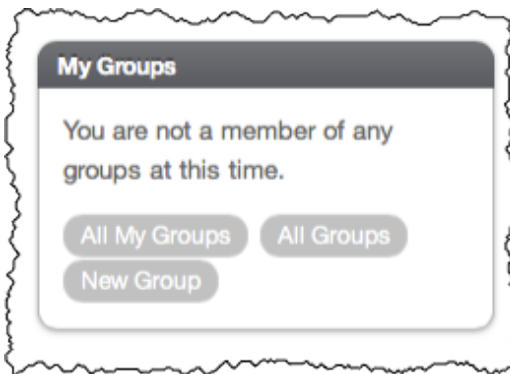 My Groups
You are not a member of any
groups at this time.
All My Groups All Groups
New Group